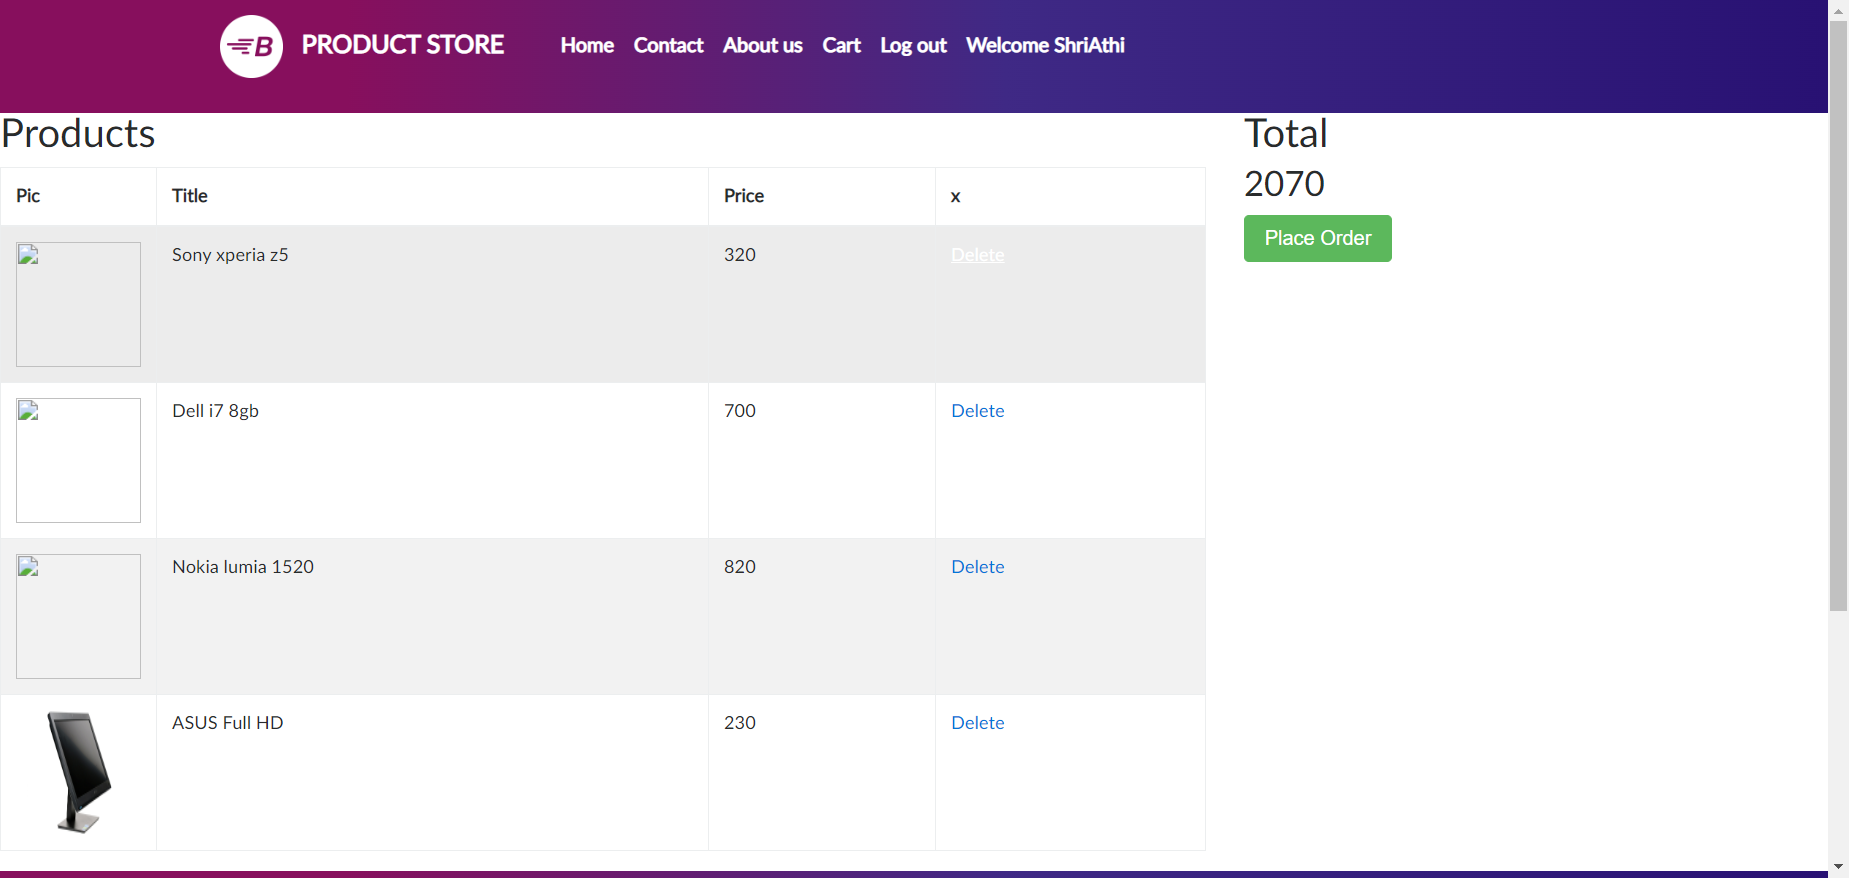 B PRODUCT STORE Home Contact About us Cart Log out Welcome ShriAthi
Products
Pic Title Price x
Sony xperia z5 320 Delete
Dell i7 8gb 700 Delete
Nokia lumia 1520 820 Delete
ASUS Full HD 230 Delete
Total
2070
Place Order